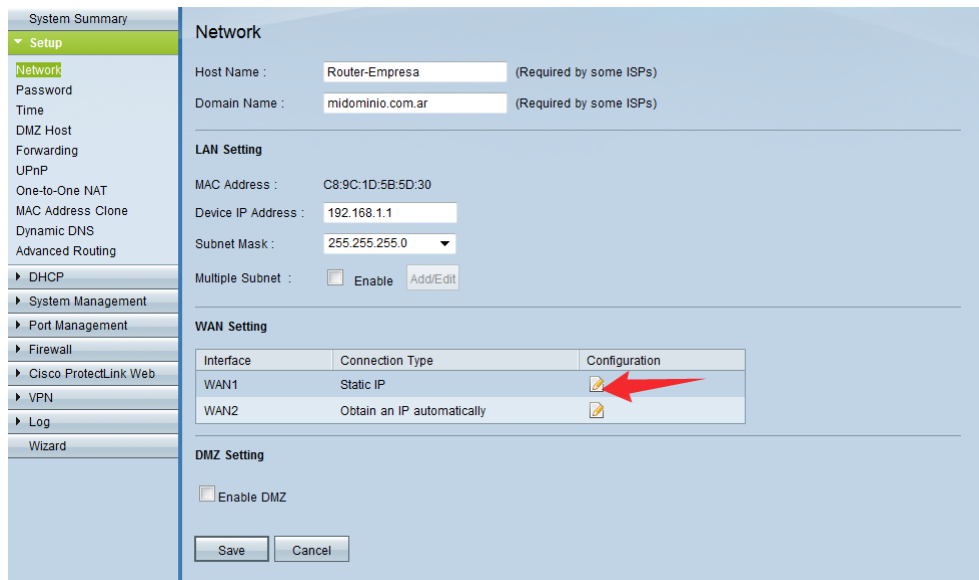 System Summary
Setup
Network
Password
Time
DMZ Host
Forwarding
UPnP
One-to-One NAT
MAC Address Clone
Dynamic DNS
Advanced Routing
DHCP
System Management
Port Management
Firewall
Cisco ProtectLink Web
VPN
Log
Wizard
Network
Host Name : Router-Empresa (Required by some ISPs)
Domain Name : midominio.com.ar (Required by some ISPs)
LAN Setting
MAC Address : C8:9C:1D:5B:5D:30
Device IP Address : 192.168.1.1
Subnet Mask : 255.255.255.0
Multiple Subnet : Enable Add/Edit
WAN Setting
Interface Connection Type Configuration
WAN1 Static IP
WAN2 Obtain an IP automatically
DMZ Setting
Enable DMZ
Save Cancel